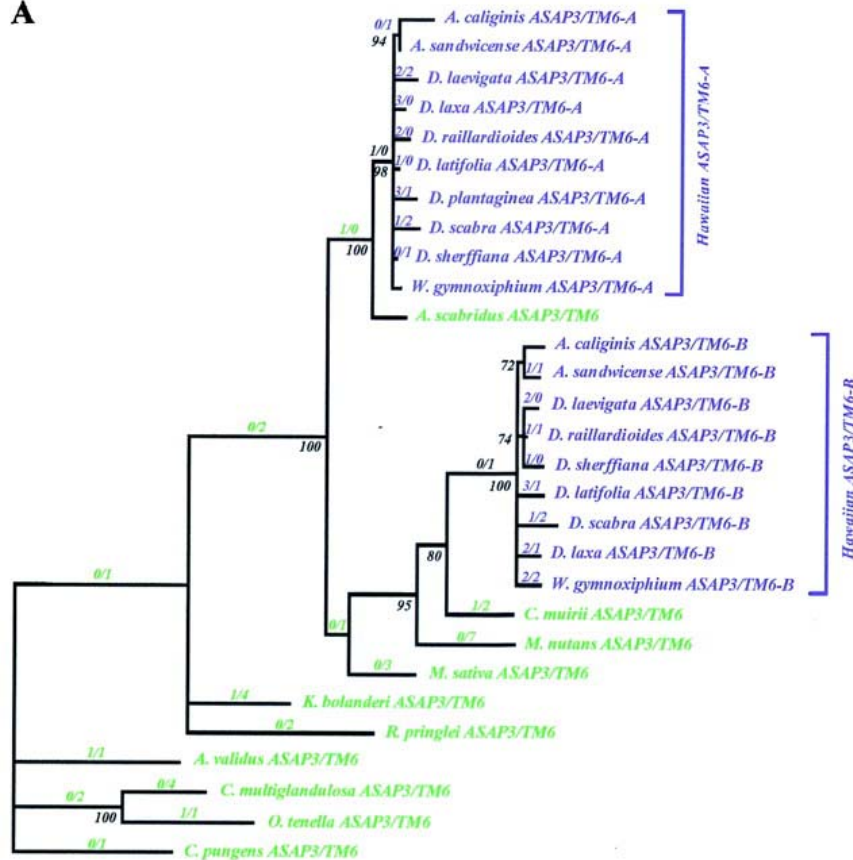 A
0/1
A. caliginis ASAP3/TM6-A
94
A. sandwicense ASAP3/TM6-A
2/2
D. laevigata ASAP3/TM6-A
3/0
D. laxa ASAP3/TM6-A
2/0
D. raillardioides ASAP3/TM6-A
1/0
1/0
D. latifolia ASAP3/TM6-A
98
3/1
D. plantaginea ASAP3/TM6-A
1/2
D. scabra ASAP3/TM6-A
1/0
100
0/1
D. sherffiana ASAP3/TM6-A
W. gymnoxiphium ASAP3/TM6-A
Hawaiian ASAP3/TM6-A
A. scabridus ASAP3/TM6
A. caliginis ASAP3/TM6-B
72
1/1
A. sandwicense ASAP3/TM6-B
2/0
D. laevigata ASAP3/TM6-B
0/2
100
74
1/1
D. raillardioides ASAP3/TM6-B
0/1
100
1/0
D. sherffiana ASAP3/TM6-B
3/1
D. latifolia ASAP3/TM6-B
1/2
D. scabra ASAP3/TM6-B
80
2/1
D. laxa ASAP3/TM6-B
2/2
W. gymnoxiphium ASAP3/TM6-B
Hawaiian ASAP3/TM6-B
0/1
95
1/2
C. muirii ASAP3/TM6
0/1
0/7
M. nutans ASAP3/TM6
0/3
M. sativa ASAP3/TM6
1/4
K. bolanderi ASAP3/TM6
0/2
R. pringlei ASAP3/TM6
1/1
A. validus ASAP3/TM6
0/2
100
0/4
C. multiglandulosa ASAP3/TM6
1/1
O. tenella ASAP3/TM6
0/1
C. pungens ASAP3/TM6